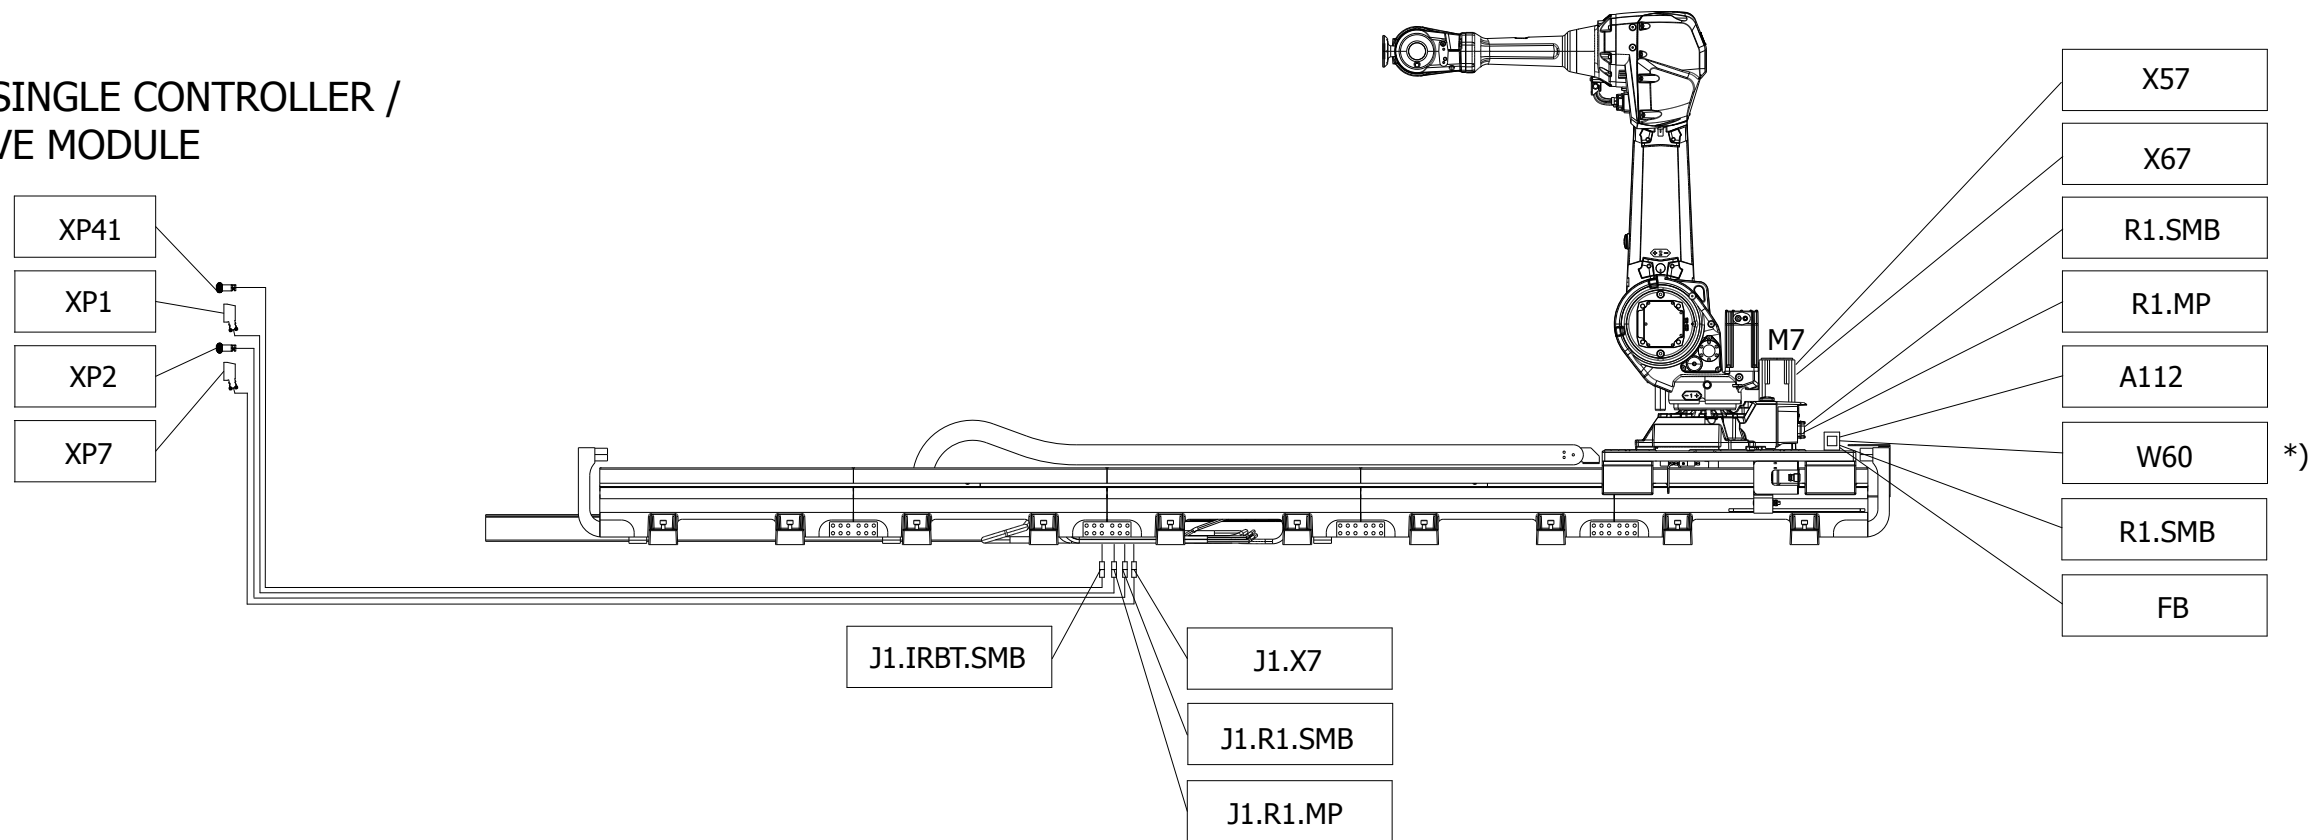 SINGLE CONTROLLER /
VE MODULE
XP41
XP1
XP2
XP7
M7
X57
X67
R1.SMB
R1.MP
A112
W60 *)
R1.SMB
FB
J1.IRBT.SMB
J1.X7
J1.R1.SMB
J1.R1.MP